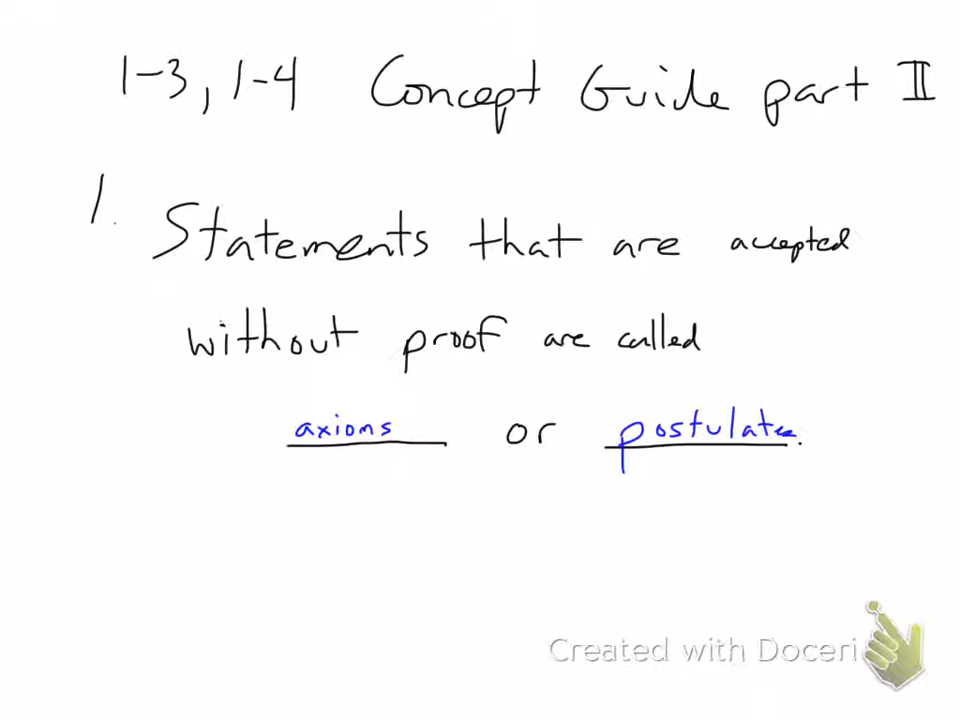 1-3, 1-4 Concept Guide part II
1. Statements that are accepted
without proof are called
axioms or postulates.
Created with Doceri